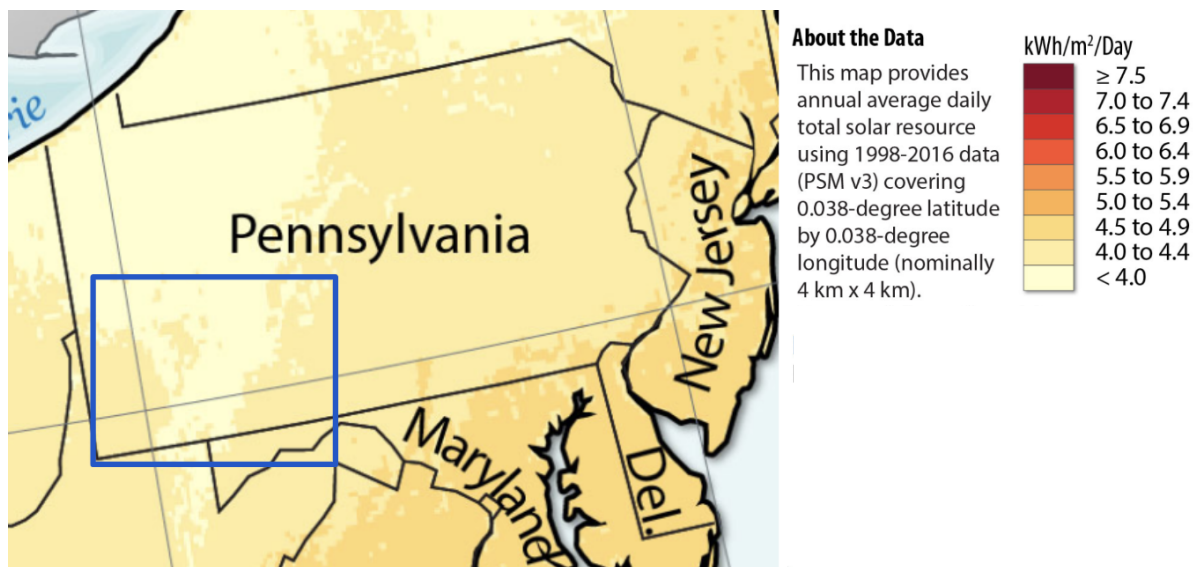 rie
Pennsylvania
New Jersey
Maryland
Del.
About the Data
This map provides
annual average daily
total solar resource
using 1998-2016 data
(PSM v3) covering
0.038-degree latitude
by 0.038-degree
longitude (nominally
4 km x 4 km).
kWh/m²/Day
≥ 7.5
7.0 to 7.4
6.5 to 6.9
6.0 to 6.4
5.5 to 5.9
5.0 to 5.4
4.5 to 4.9
4.0 to 4.4
< 4.0